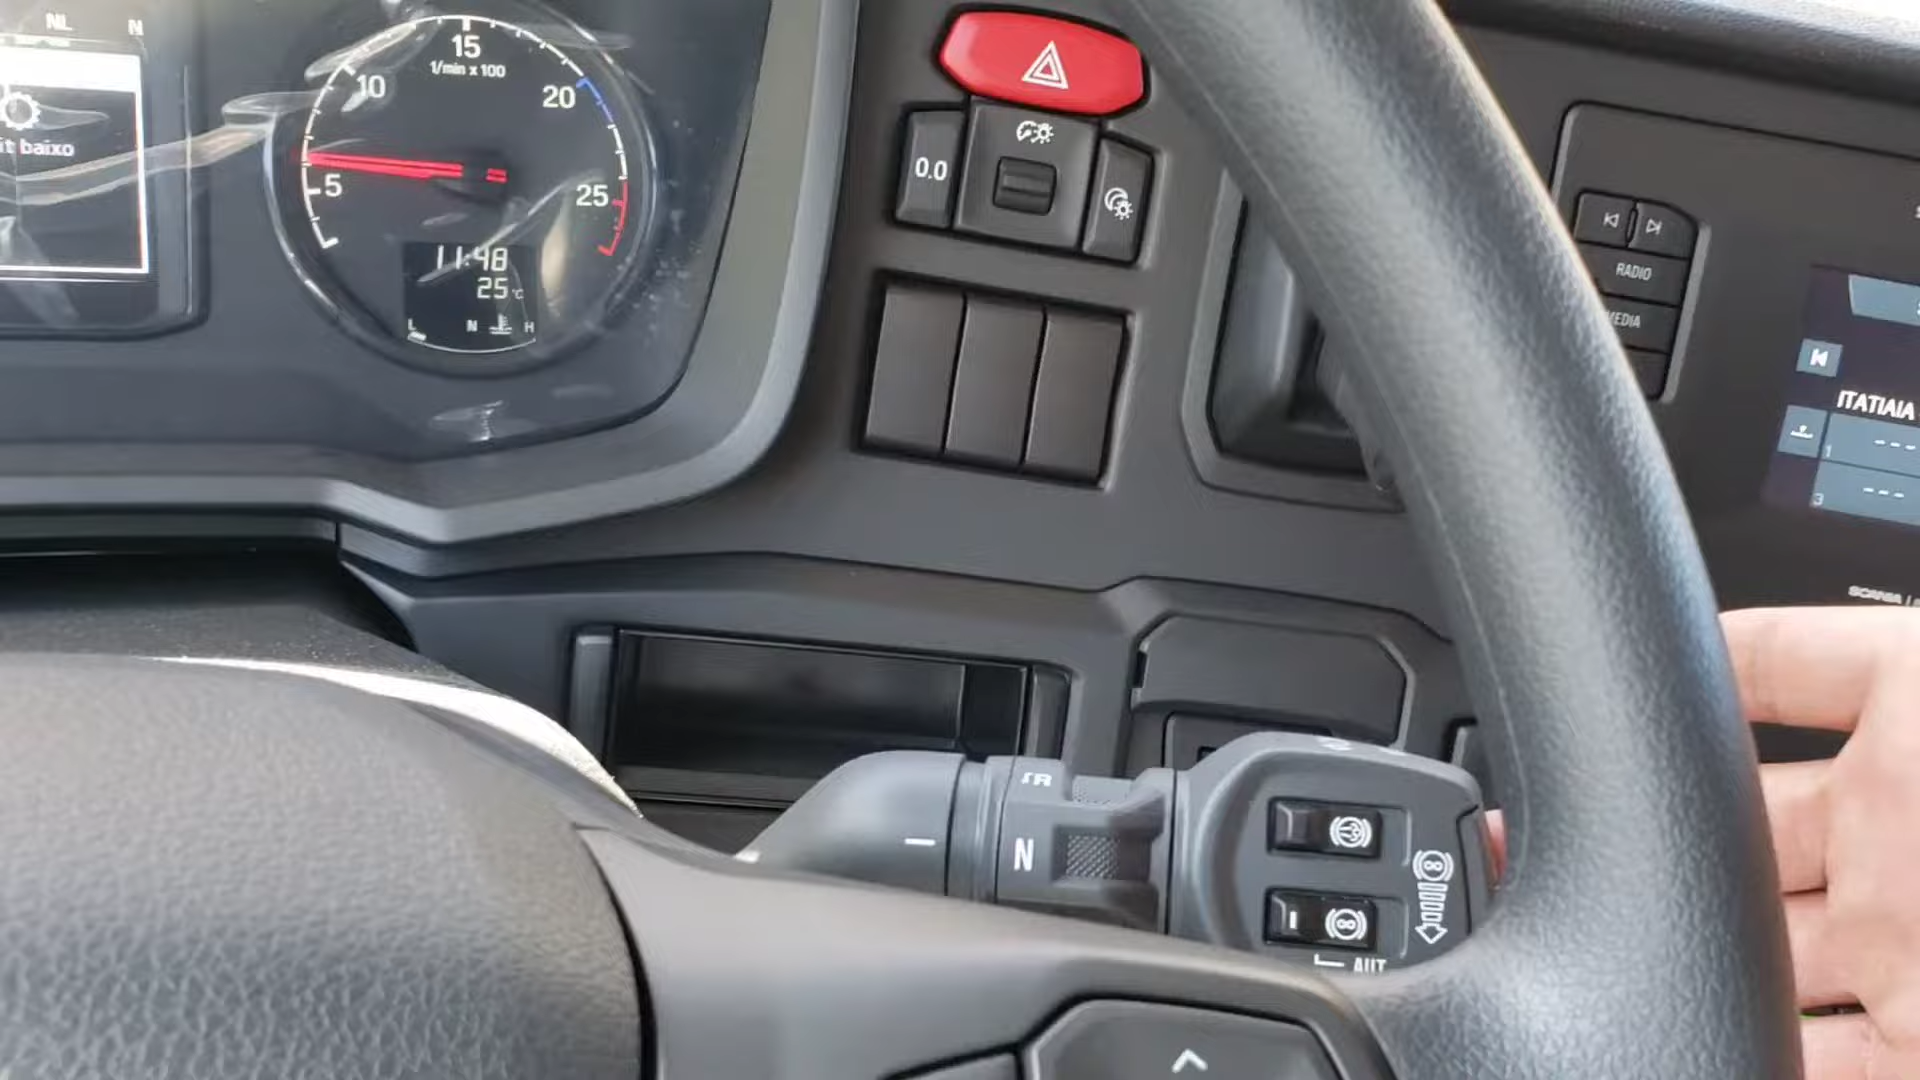 NL N
it baixo
15
1/min x 100
10
20
5
25
11:48
25 °C
L N H
0.0
RADIO
MEDIA
ITATIAIA
1 ---
3 ---
SCANIA
R
N
AUT